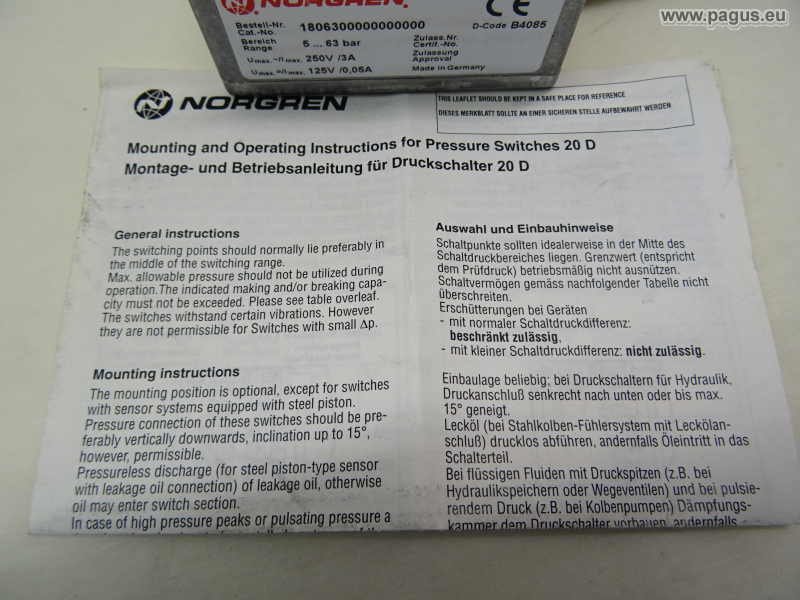 www.pagus.eu
NORGREN
Bestell-Nr.
Cat.-No. 1806300000000000
D-Code B4085
Bereich
Range 5 ... 63 bar
Zulass.Nr.
Certif.-No.
Umax.~/Imax. 250V /3A
Zulassung
Approval
Umax.=/Imax. 125V /0,05A
Made in Germany
CE
NORGREN
THIS LEAFLET SHOULD BE KEPT IN A SAFE PLACE FOR REFERENCE
DIESES MERKBLATT SOLLTE AN EINER SICHEREN STELLE AUFBEWAHRT WERDEN
Mounting and Operating Instructions for Pressure Switches 20 D
Montage- und Betriebsanleitung für Druckschalter 20 D
General instructions
The switching points should normally lie preferably in
the middle of the switching range.
Max. allowable pressure should not be utilized during
operation.The indicated making and/or breaking capa-
city must not be exceeded. Please see table overleaf.
The switches withstand certain vibrations. However
they are not permissible for Switches with small Δp.
Mounting instructions
The mounting position is optional, except for switches
with sensor systems equipped with steel piston.
Pressure connection of these switches should be pre-
ferably vertically downwards, inclination up to 15°,
however, permissible.
Pressureless discharge (for steel piston-type sensor
with leakage oil connection) of leakage oil, otherwise
oil may enter switch section.
In case of high pressure peaks or pulsating pressure a
Auswahl und Einbauhinweise
Schaltpunkte sollten idealerweise in der Mitte des
Schaltdruckbereiches liegen. Grenzwert (entspricht
dem Prüfdruck) betriebsmäßig nicht ausnützen.
Schaltvermögen gemäss nachfolgender Tabelle nicht
überschreiten.
Erschütterungen bei Geräten
- mit normaler Schaltdruckdifferenz:
beschränkt zulässig,
- mit kleiner Schaltdruckdifferenz: nicht zulässig.
Einbaulage beliebig; bei Druckschaltern für Hydraulik,
Druckanschluß senkrecht nach unten oder bis max.
15° geneigt.
Lecköl (bei Stahlkolben-Fühlersystem mit Leckölan-
schluß) drucklos abführen, andernfalls Öleintritt in das
Schalterteil.
Bei flüssigen Fluiden mit Druckspitzen (z.B. bei
Hydraulikspeichern oder Wegeventilen) und bei pulsie-
rendem Druck (z.B. bei Kolbenpumpen) Dämpfungs-
kammer dem Druckschalter vorbauen, andernfalls